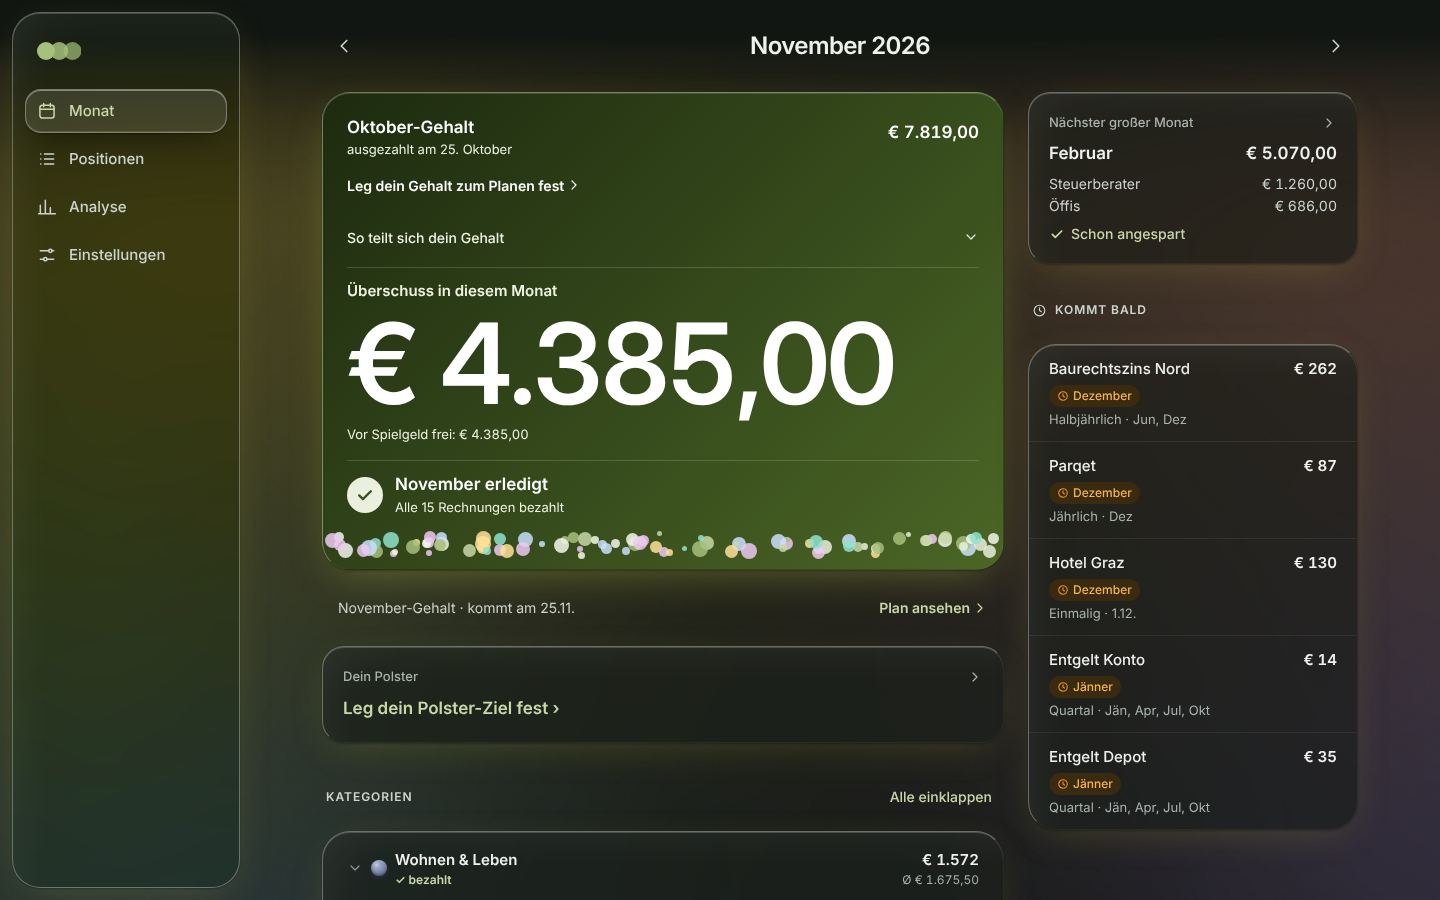 November 2026
Monat
Positionen
Analyse
Einstellungen
Oktober-Gehalt
€ 7.819,00
ausgezahlt am 25. Oktober
Leg dein Gehalt zum Planen fest
So teilt sich dein Gehalt
Überschuss in diesem Monat
€ 4.385,00
Vor Spielgeld frei: € 4.385,00
November erledigt
Alle 15 Rechnungen bezahlt
November-Gehalt · kommt am 25.11.
Plan ansehen
Dein Polster
Leg dein Polster-Ziel fest ›
KATEGORIEN
Alle einklappen
Wohnen & Leben
€ 1.572
bezahlt
Ø € 1.675,50
Nächster großer Monat
Februar
€ 5.070,00
Steuerberater
€ 1.260,00
Öffis
€ 686,00
Schon angespart
KOMMT BALD
Baurechtszins Nord
€ 262
Dezember
Halbjährlich · Jun, Dez
Parqet
€ 87
Dezember
Jährlich · Dez
Hotel Graz
€ 130
Dezember
Einmalig · 1.12.
Entgelt Konto
€ 14
Jänner
Quartal · Jän, Apr, Jul, Okt
Entgelt Depot
€ 35
Jänner
Quartal · Jän, Apr, Jul, Okt